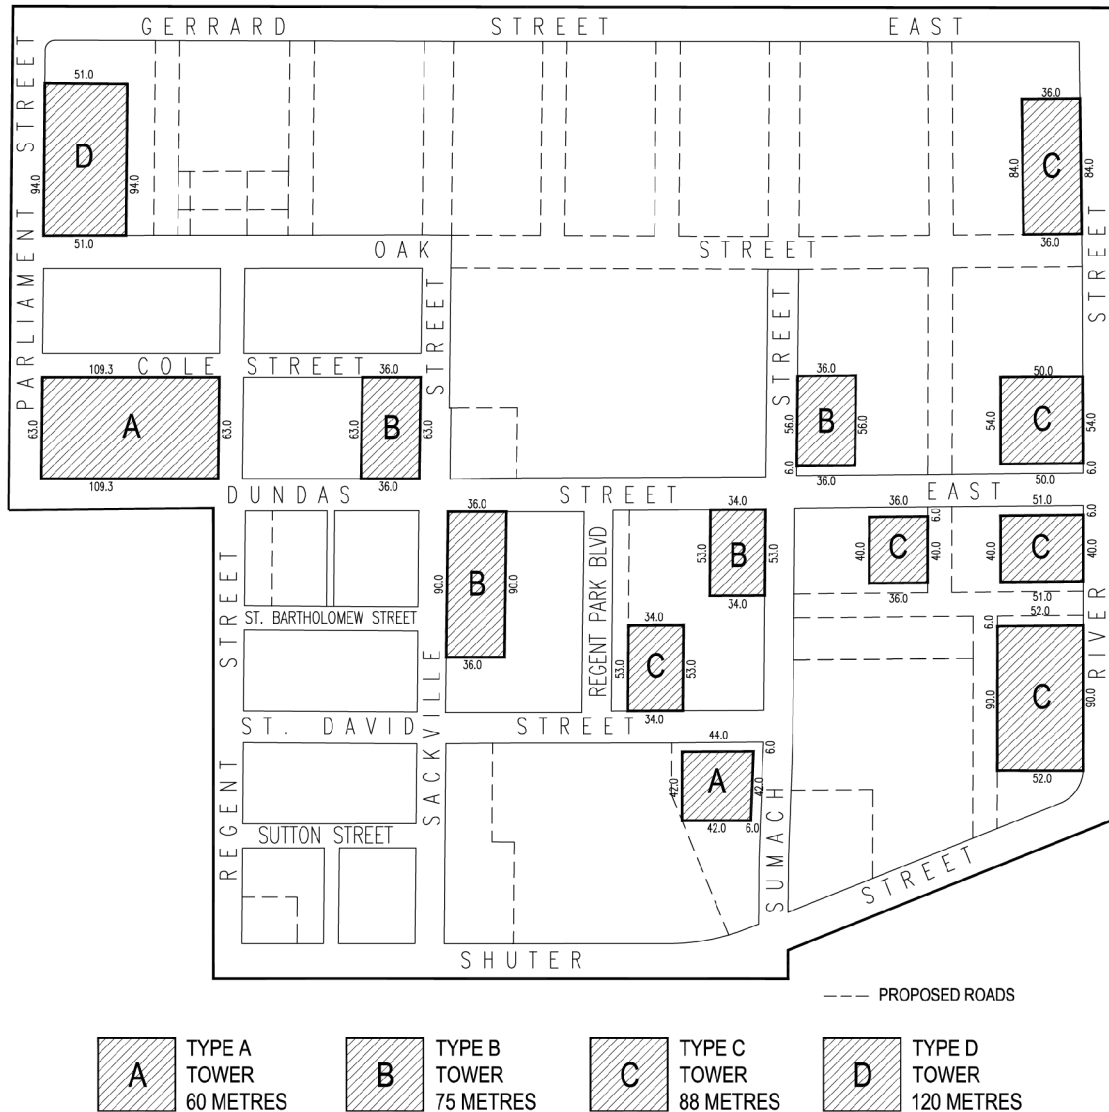 GERRARD STREET EAST
PARLIAMENT STREET
51.0
D
94.0
94.0
51.0
36.0
C
84.0
84.0
36.0
OAK STREET
STREET
STREET
STREET
COLE STREET
109.3
A
63.0
63.0
109.3
36.0
B
63.0
63.0
36.0
36.0
B
56.0
56.0
6.0
36.0
50.0
C
54.0
54.0
6.0
50.0
DUNDAS STREET EAST
36.0
B
90.0
90.0
36.0
REGENT PARK BLVD
34.0
B
53.0
53.0
34.0
36.0
6.0
C
40.0
40.0
36.0
51.0
6.0
C
40.0
40.0
51.0
STREET
ST. BARTHOLOMEW STREET
34.0
C
53.0
53.0
34.0
52.0
6.0
C
90.0
90.0
52.0
RIVER
SACKVILLE
ST. DAVID STREET
44.0
6.0
A
42.0
42.0
42.0
6.0
REGENT
SUTTON STREET
SUMACH
SHUTER STREET
PROPOSED ROADS
A
TYPE A
TOWER
60 METRES
B
TYPE B
TOWER
75 METRES
C
TYPE C
TOWER
88 METRES
D
TYPE D
TOWER
120 METRES